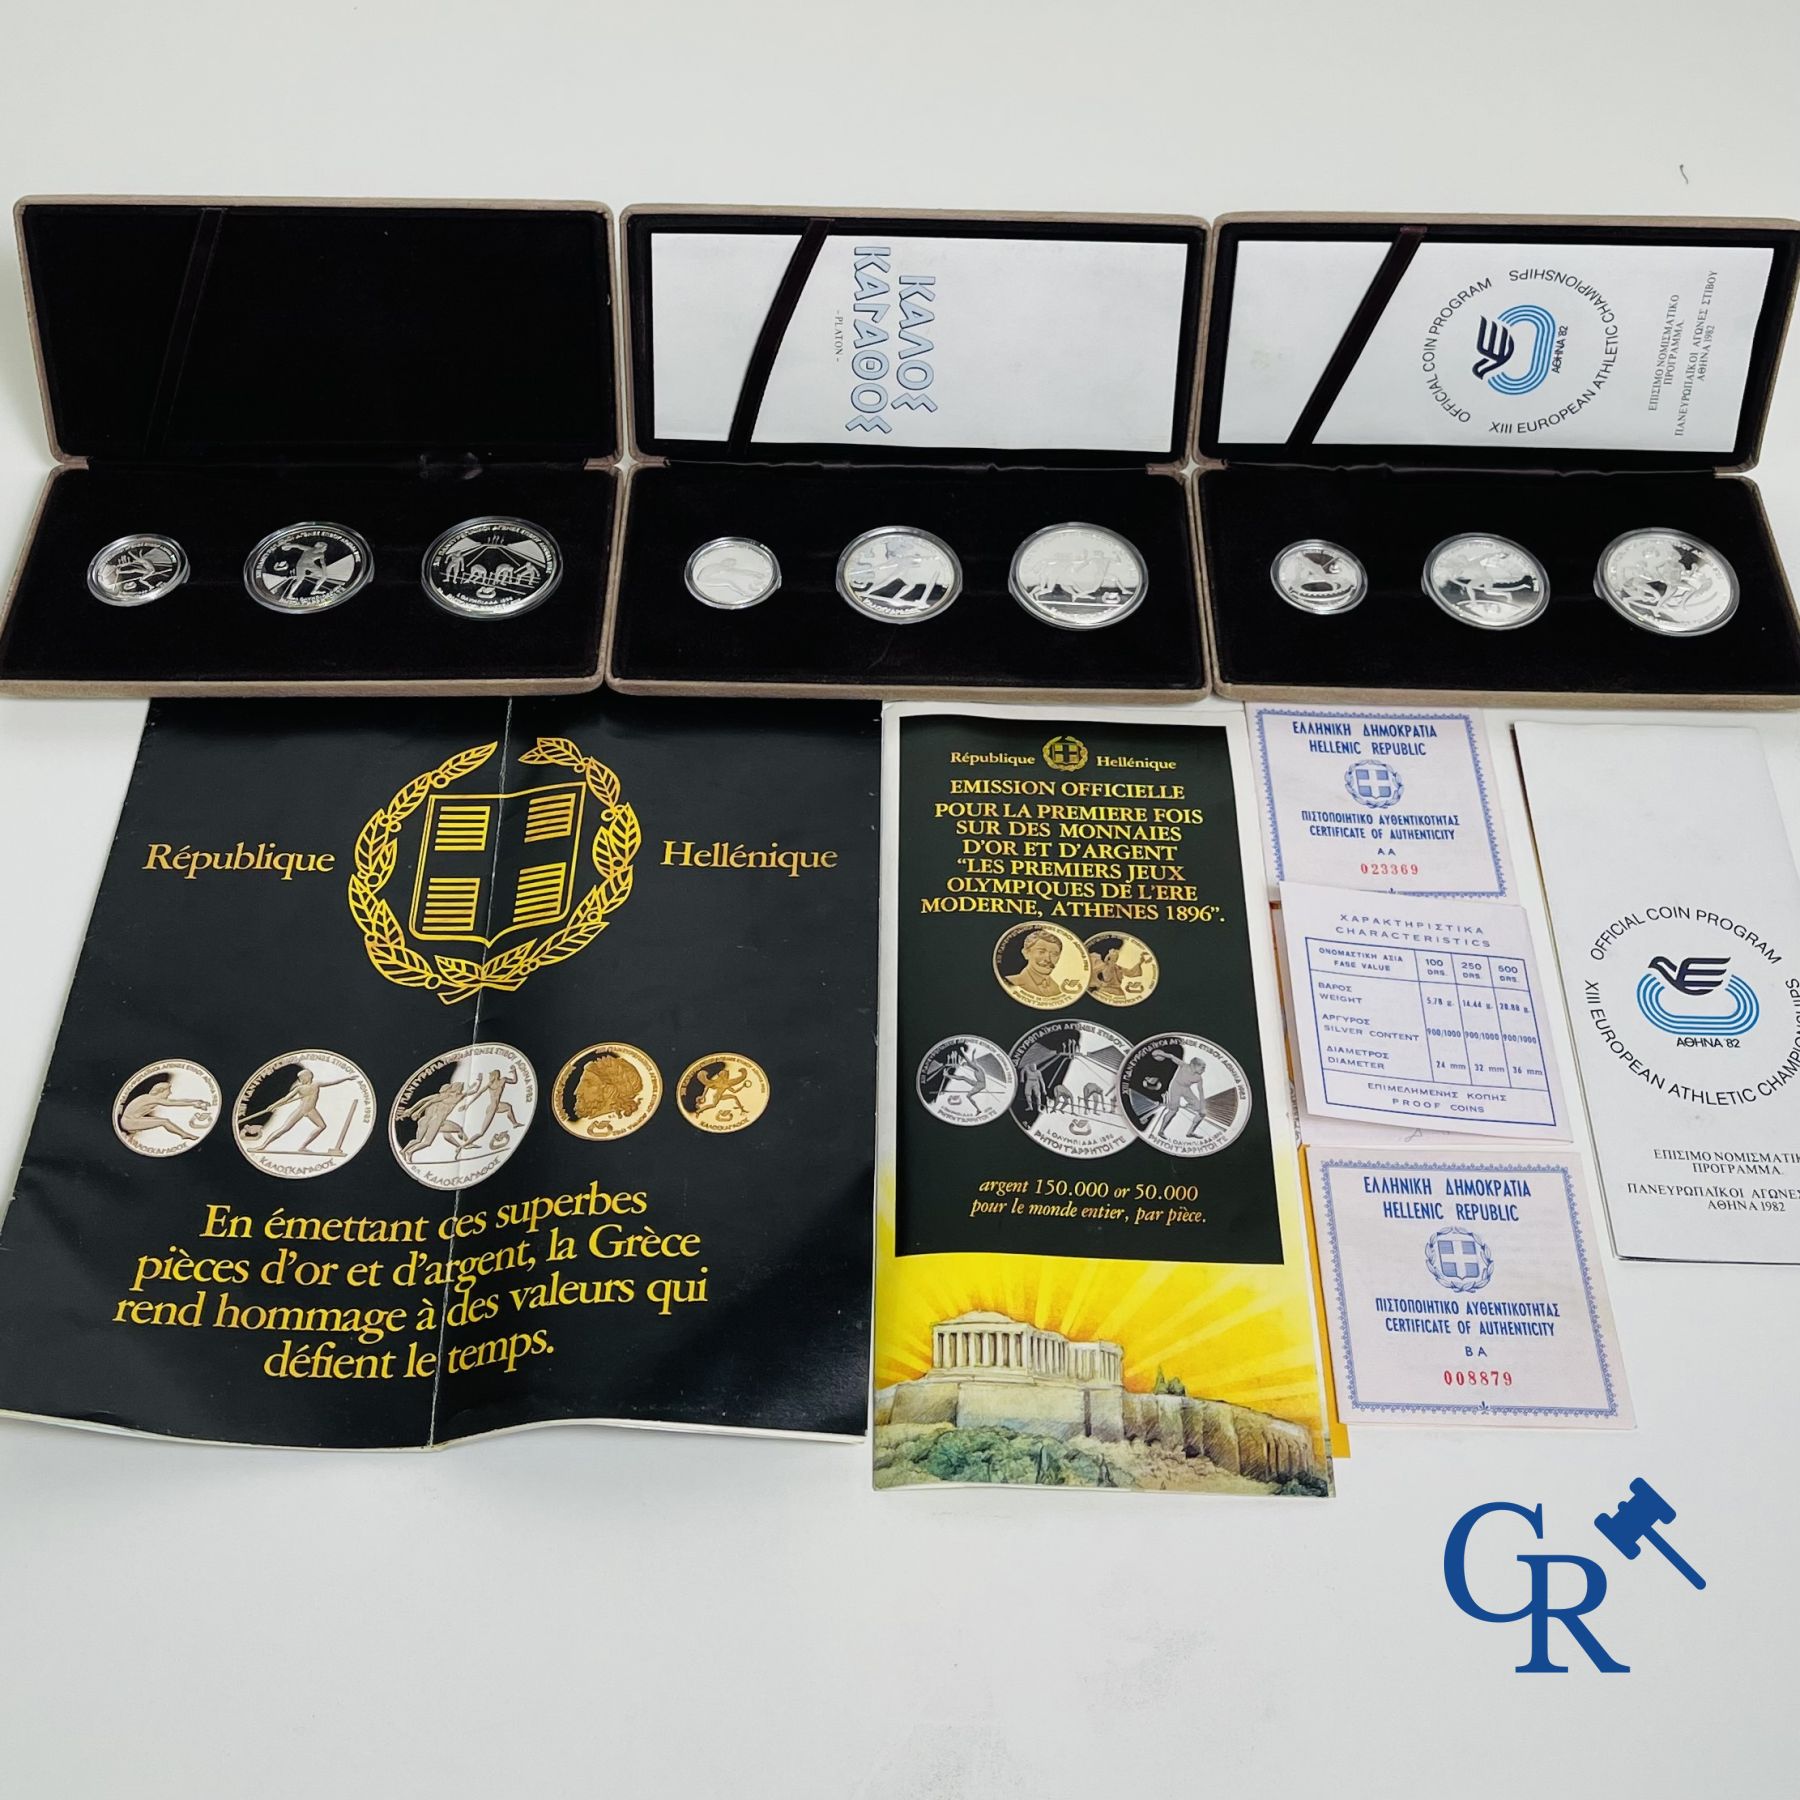 ΚΑΛΟΣ
ΚΑΓΑΘΟΣ
-PLATON-
OFFICIAL COIN PROGRAM
XIII EUROPEAN ATHLETIC CHAMPIONSHIPS
ΑΘΗΝΑ 82
ΕΠΙΣΙΜΟ ΝΟΜΙΣΜΑΤΙΚΟ
ΠΡΟΓΡΑΜΜΑ.
ΠΑΝΕΥΡΩΠΑΪΚΟΙ ΑΓΩΝΕΣ ΣΤΙΒΟΥ
ΑΘΗΝΑ 1982
République Hellénique
En émettant ces superbes
pièces d'or et d'argent, la Grèce
rend hommage à des valeurs qui
défient le temps.
République Hellénique
EMISSION OFFICIELLE
POUR LA PREMIERE FOIS
SUR DES MONNAIES
D'OR ET D'ARGENT
“LES PREMIERS JEUX
OLYMPIQUES DE L'ERE
MODERNE, ATHENES 1896”.
argent 150.000 or 50.000
pour le monde entier, par pièce.
ΕΛΛΗΝΙΚΗ ΔΗΜΟΚΡΑΤΙΑ
HELLENIC REPUBLIC
ΠΙΣΤΟΠΟΙΗΤΙΚΟ ΑΥΘΕΝΤΙΚΟΤΗΤΑΣ
CERTIFICATE OF AUTHENTICITY
A A
023369
ΧΑΡΑΚΤΗΡΙΣΤΙΚΑ
CHARACTERISTICS
ΟΝΟΜΑΣΤΙΚΗ ΑΞΙΑ 100 250 500
FASE VALUE DRS. DRS. DRS.
ΒΑΡΟΣ
WEIGHT 5.78 g. 14.44 g. 28.88 g.
ΑΡΓΥΡΟΣ
SILVER CONTENT 900/1000 900/1000 900/1000
ΔΙΑΜΕΤΡΟΣ
DIAMETER 24 mm 32 mm 36 mm
ΕΠΙΜΕΛΗΜΕΝΗΣ ΚΟΠΗΣ
PROOF COINS
ΕΛΛΗΝΙΚΗ ΔΗΜΟΚΡΑΤΙΑ
HELLENIC REPUBLIC
ΠΙΣΤΟΠΟΙΗΤΙΚΟ ΑΥΘΕΝΤΙΚΟΤΗΤΑΣ
CERTIFICATE OF AUTHENTICITY
B A
008879
OFFICIAL COIN PROGRAM
XIII EUROPEAN ATHLETIC CHAMPIONSHIPS
ΑΘΗΝΑ '82
ΕΠΙΣΙΜΟ ΝΟΜΙΣΜΑΤΙΚ
ΠΡΟΓΡΑΜΜΑ.
ΠΑΝΕΥΡΩΠΑΪΚΟΙ ΑΓΩΝΕΣ
ΑΘΗΝΑ 1982
CR